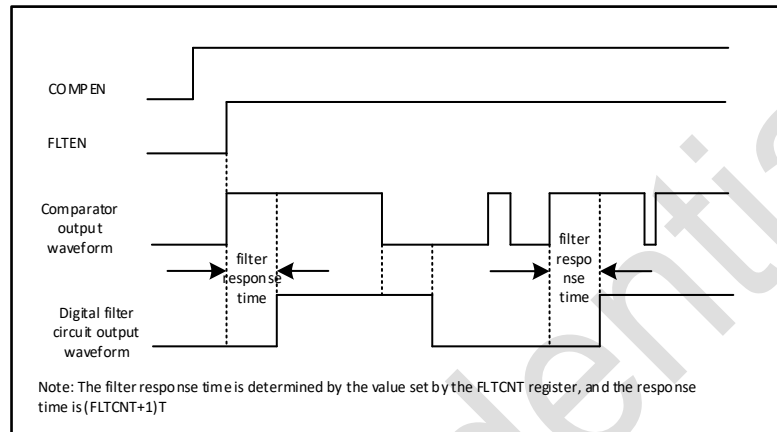 COMPEN
FLTEN
Comparator
output
waveform
filter
response
time
filter
respo
nse
time
Digital filter
circuit output
waveform
Note: The filter response time is determined by the value set by the FLTCNT register, and the response
time is (FLTCNT+1)T